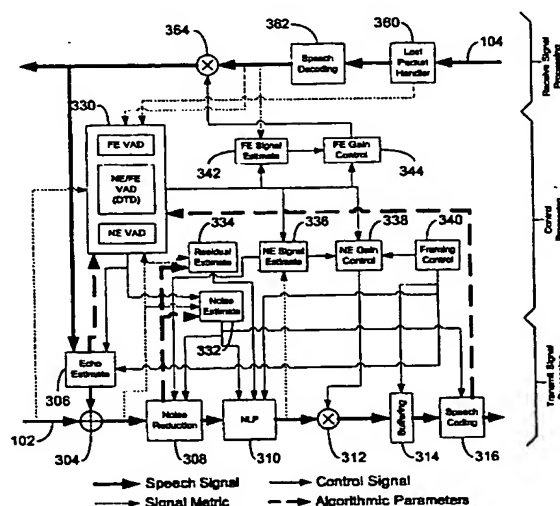 364
362
360
104
Speech Decoding
Lost Packet Handler
Receive Signal Processing
330
FE VAD
NE/FE VAD (DTD)
NE VAD
342
FE Signal Estimate
FE Gain Control
344
334
336
338
340
Residual Estimate
NE Signal Estimate
NE Gain Control
Framing Control
Control
Noise Estimate
332
Echo Estimate
306
102
304
Noise Reduction
308
NLP
310
312
Buffering
314
Speech Coding
316
Transmit Signal
Speech Signal
Control Signal
Signal Metric
Algorithmic Parameters